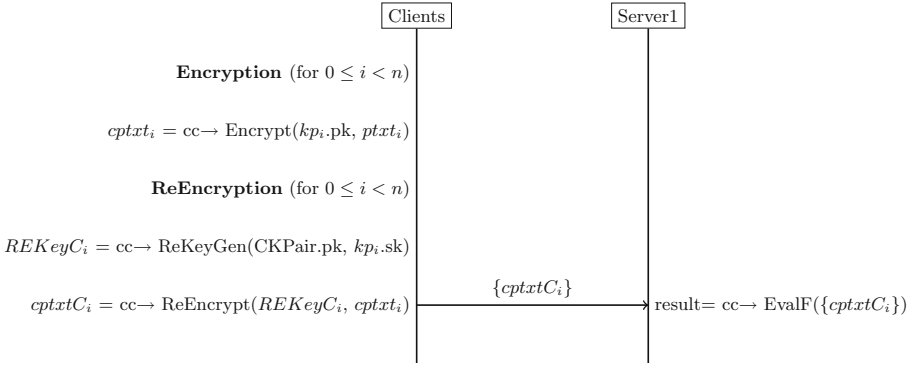 Clients Server1
Encryption (for 0 ≤ i < n)
cptxt_i = cc→ Encrypt(kp_i.pk, ptxt_i)
ReEncryption (for 0 ≤ i < n)
REKeyC_i = cc→ ReKeyGen(CKPair.pk, kp_i.sk)
{cptxtC_i}
cptxtC_i = cc→ ReEncrypt(REKeyC_i, cptxt_i) result= cc→ EvalF({cptxtC_i})